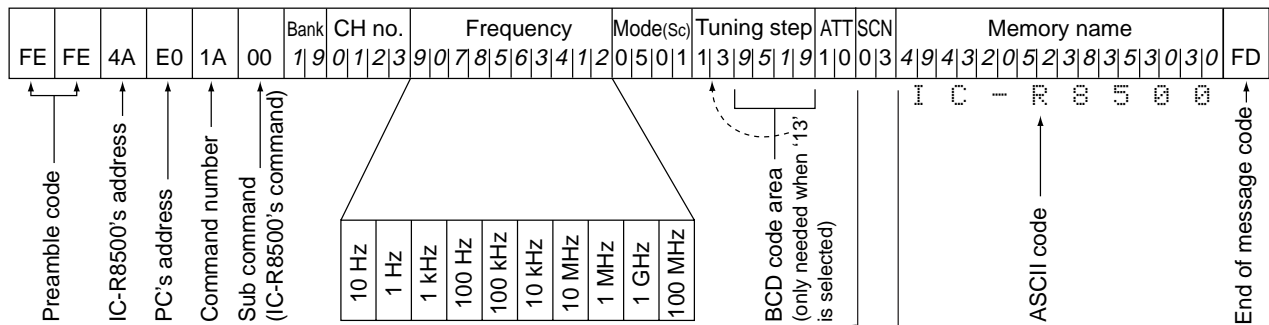 Bank CH no. Frequency Mode(Sc) Tuning step ATT SCN Memory name
FE FE 4A E0 1A 00 1 9 0 1 2 3 9 0 7 8 5 6 3 4 1 2 0 5 0 1 1 3 9 5 1 9 1 0 0 3 4 9 4 3 2 0 5 2 3 8 3 5 3 0 3 0 FD
I C - R 8 5 0 0
Preamble code
IC-R8500's address
PC's address
Command number
Sub command
(IC-R8500's command)
10 Hz
1 Hz
1 kHz
100 Hz
100 kHz
10 kHz
10 MHz
1 MHz
1 GHz
100 MHz
BCD code area
(only needed when '13'
is selected)
ASCII code
End of message code